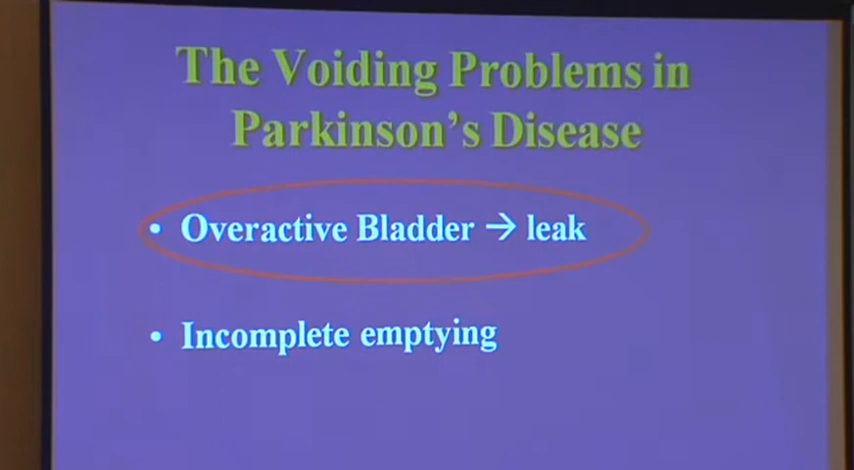 The Voiding Problems in
Parkinson's Disease
• Overactive Bladder → leak
• Incomplete emptying